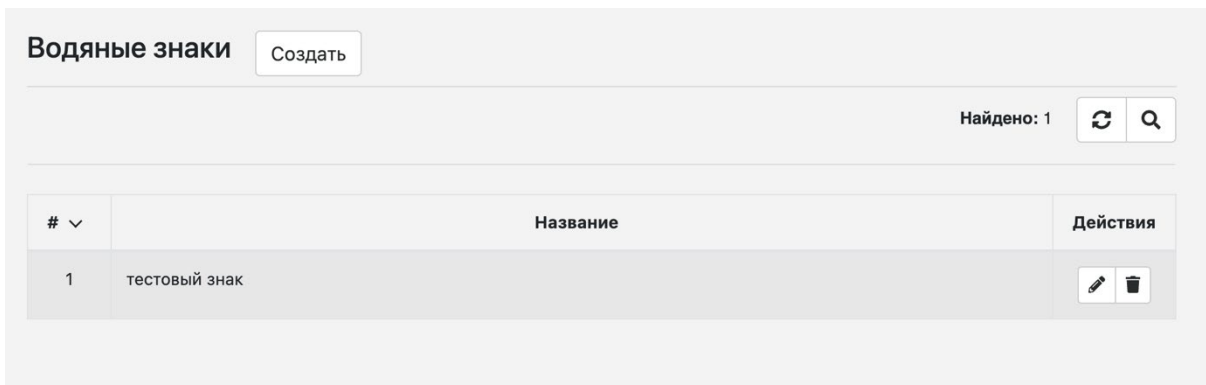 Водяные знаки Создать
Найдено: 1
# Название Действия
1 тестовый знак